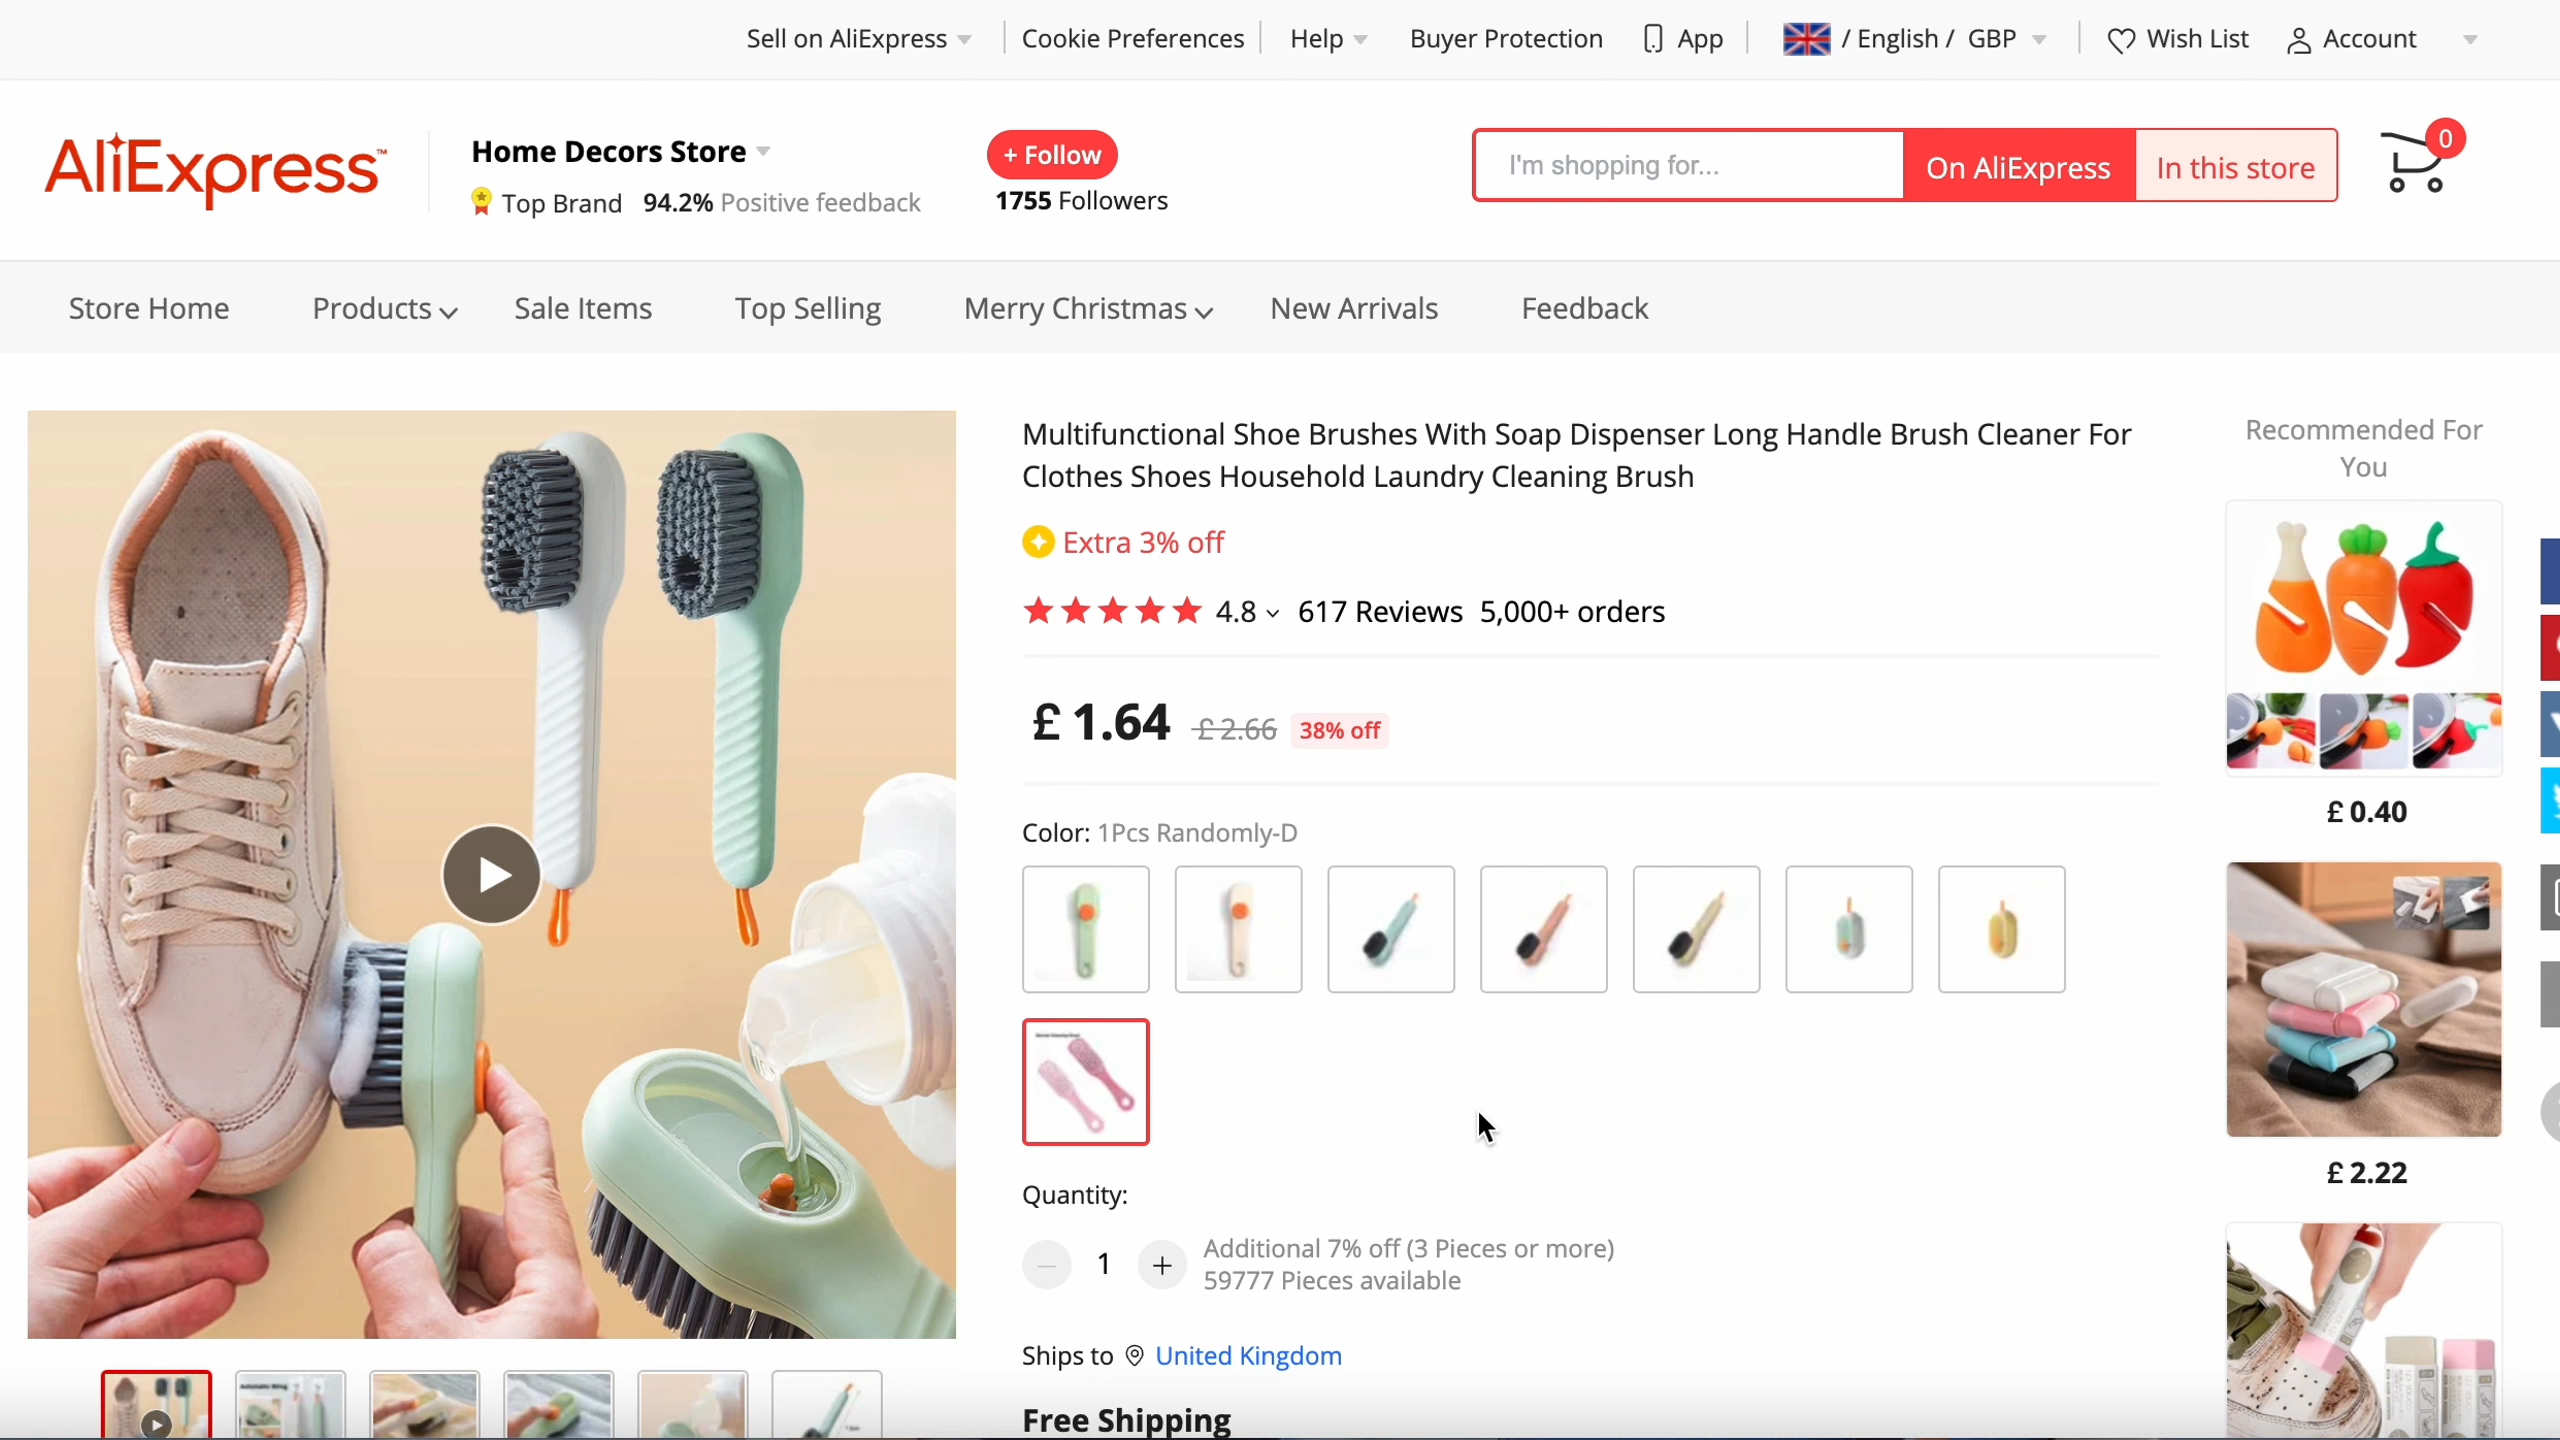 Sell on AliExpress
Cookie Preferences
Help
Buyer Protection
App
/ English / GBP
Wish List
Account
AliExpress™
Home Decors Store
Top Brand 94.2% Positive feedback
+ Follow
1755 Followers
I'm shopping for...
On AliExpress
In this store
0
Store Home
Products
Sale Items
Top Selling
Merry Christmas
New Arrivals
Feedback
Multifunctional Shoe Brushes With Soap Dispenser Long Handle Brush Cleaner For
Clothes Shoes Household Laundry Cleaning Brush
Extra 3% off
4.8 617 Reviews 5,000+ orders
£ 1.64 £ 2.66 38% off
Color: 1Pcs Randomly-D
Quantity:
1
Additional 7% off (3 Pieces or more)
59777 Pieces available
Ships to United Kingdom
Free Shipping
Recommended For
You
£ 0.40
£ 2.22